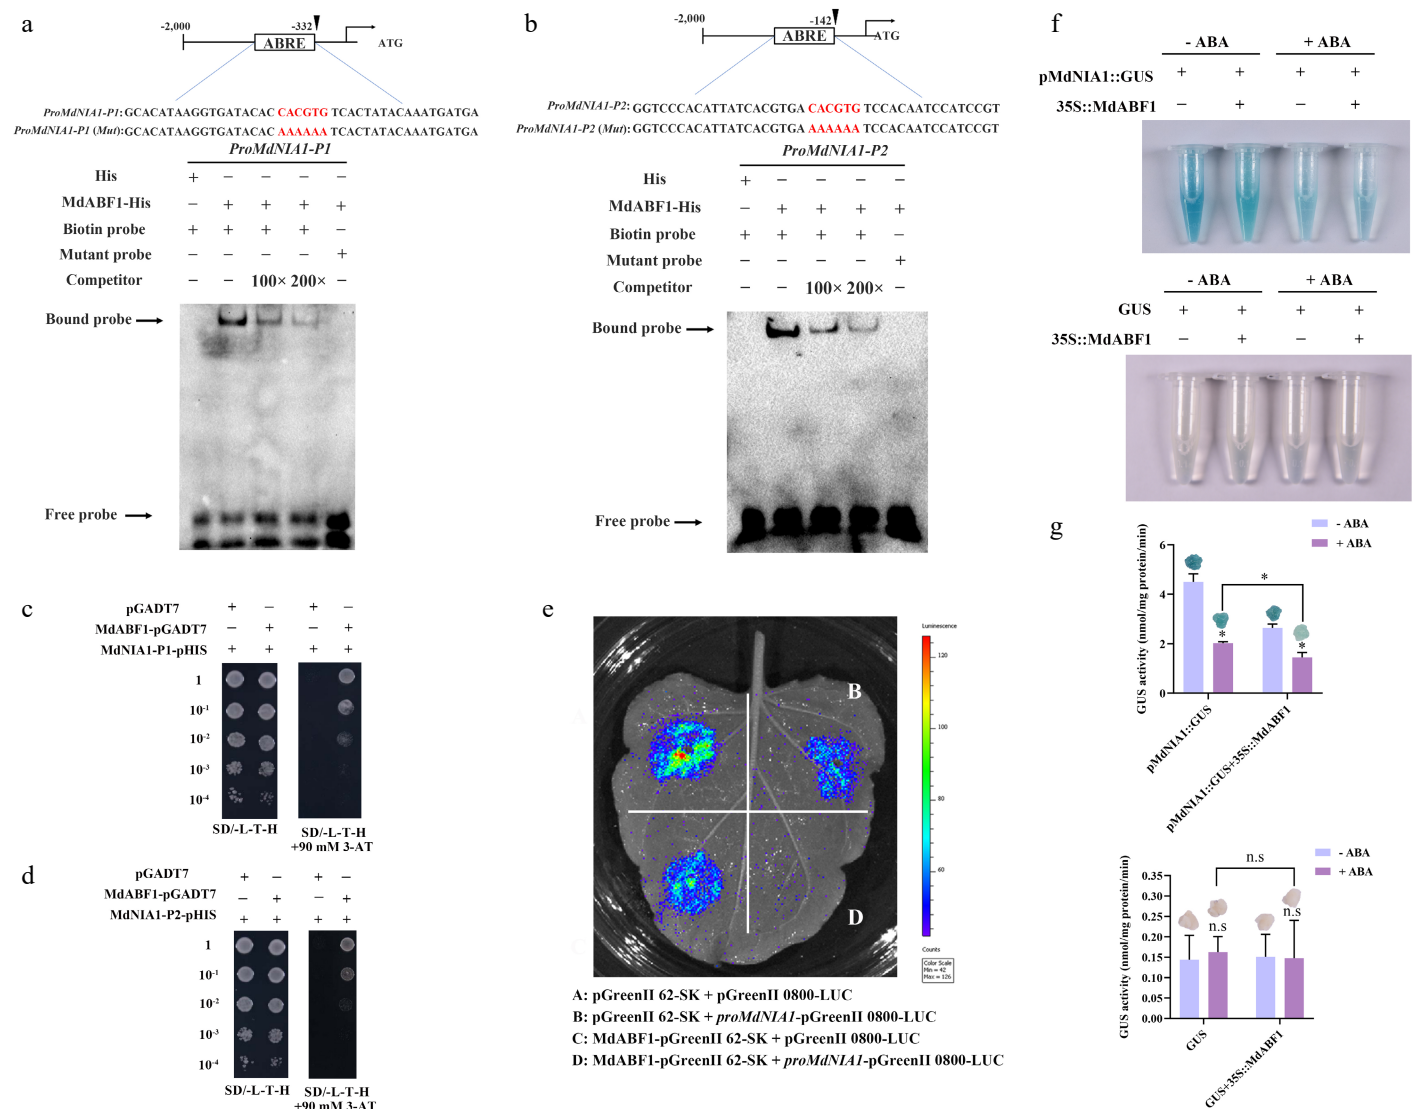 a
-2,000
-332
ABRE
ATG
ProMdNIA1-P1:GCACATAAGGTGATACAC CACGTG TCACTATACAAATGATGA
ProMdNIA1-P1 (Mut):GCACATAAGGTGATACAC AAAAAA TCACTATACAAATGATGA
ProMdNIA1-P1
His + − − − −
MdABF1-His − + + + +
Biotin probe + + + + −
Mutant probe − − − − +
Competitor − − 100× 200× −
Bound probe
Free probe
b
-2,000
-142
ABRE
ATG
ProMdNIA1-P2:GGTCCCACATTATCACGTGA CACGTG TCCACAATCCATCCGT
ProMdNIA1-P2 (Mut):GGTCCCACATTATCACGTGA AAAAAA TCCACAATCCATCCGT
ProMdNIA1-P2
His + − − − −
MdABF1-His − + + + +
Biotin probe + + + + −
Mutant probe − − − − +
Competitor − − 100× 200× −
Bound probe
Free probe
c
pGADT7 + − + −
MdABF1-pGADT7 − + − +
MdNIA1-P1-pHIS + + + +
1
10-1
10-2
10-3
10-4
SD/-L-T-H
SD/-L-T-H
+90 mM 3-AT
d
pGADT7 + − + −
MdABF1-pGADT7 − + − +
MdNIA1-P2-pHIS + + + +
1
10-1
10-2
10-3
10-4
SD/-L-T-H
SD/-L-T-H
+90 mM 3-AT
e
A
B
C
D
Luminescence
120
100
80
60
Counts
Color Scale
Min = 42
Max = 126
A: pGreenII 62-SK + pGreenII 0800-LUC
B: pGreenII 62-SK + proMdNIA1-pGreenII 0800-LUC
C: MdABF1-pGreenII 62-SK + pGreenII 0800-LUC
D: MdABF1-pGreenII 62-SK + proMdNIA1-pGreenII 0800-LUC
f
- ABA + ABA
pMdNIA1::GUS + + + +
35S::MdABF1 − + − +
- ABA + ABA
GUS + + + +
35S::MdABF1 − + − +
g
- ABA
+ ABA
GUS activity (nmol/mg protein/min)
6
4
2
0
*
*
*
pMdNIA1::GUS
pMdNIA1::GUS+35S::MdABF1
- ABA
+ ABA
GUS activity (nmol/mg protein/min)
0.35
0.30
0.25
0.20
0.15
0.10
0.05
0.00
n.s
n.s
n.s
GUS
GUS+35S::MdABF1